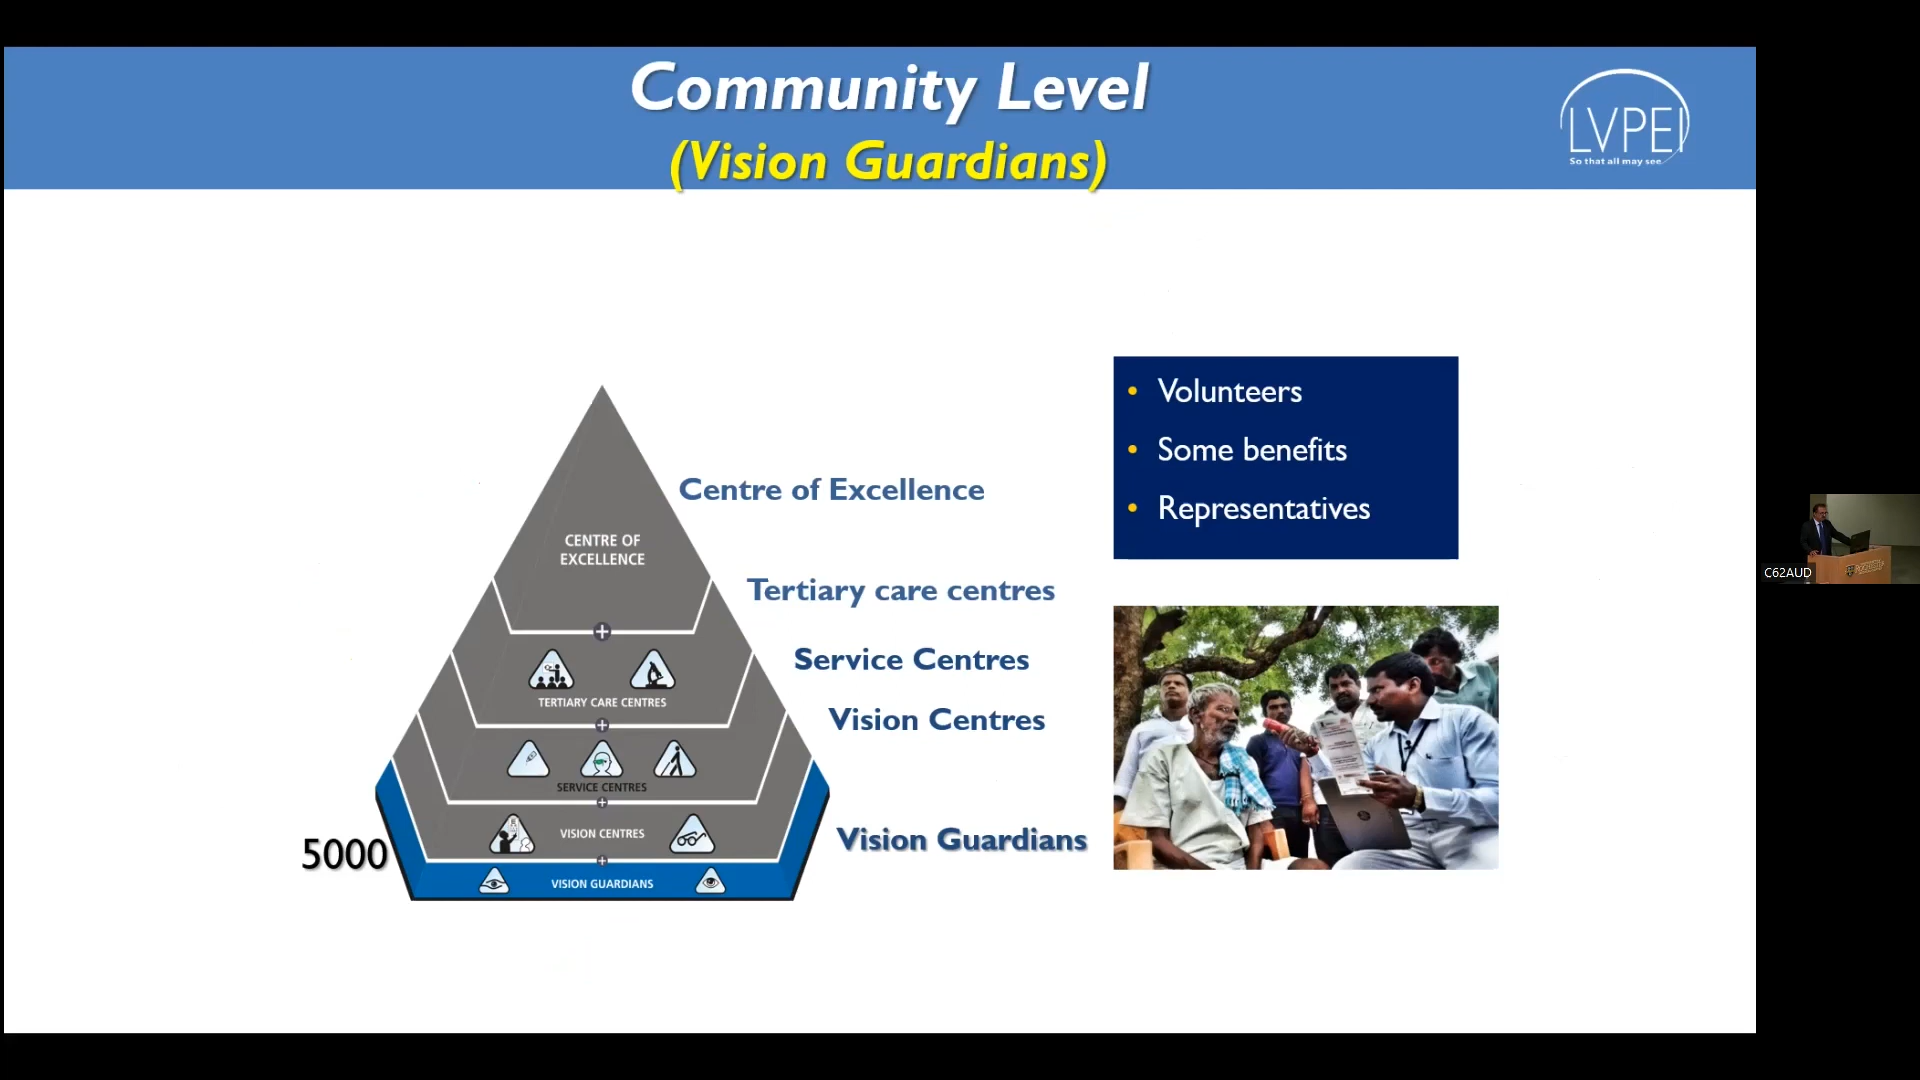 Community Level
(Vision Guardians)
LVPEI
So that all may see
Volunteers
Some benefits
Representatives
Centre of Excellence
CENTRE OF
EXCELLENCE
Tertiary care centres
Service Centres
TERTIARY CARE CENTRES
Vision Centres
SERVICE CENTRES
VISION CENTRES
5000
Vision Guardians
VISION GUARDIANS
C62AUD